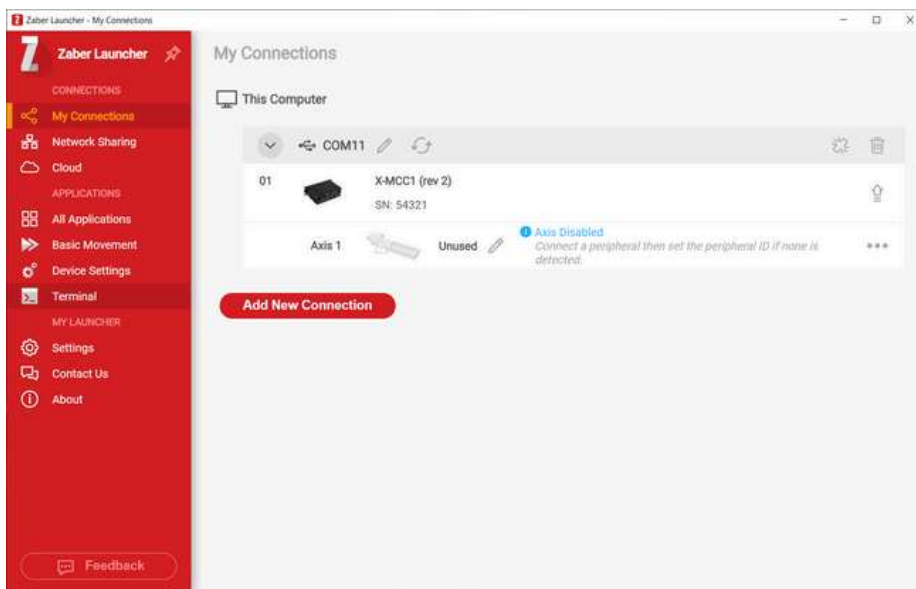 Zaber Launcher - My Connections
Zaber Launcher
CONNECTIONS
My Connections
Network Sharing
Cloud
APPLICATIONS
All Applications
Basic Movement
Device Settings
Terminal
MY LAUNCHER
Settings
Contact Us
About
Feedback
My Connections
This Computer
COM11
01
X-MCC1 (rev 2)
SN: 54321
Axis 1
Unused
Axis Disabled
Connect a peripheral then set the peripheral ID if none is
detected.
Add New Connection